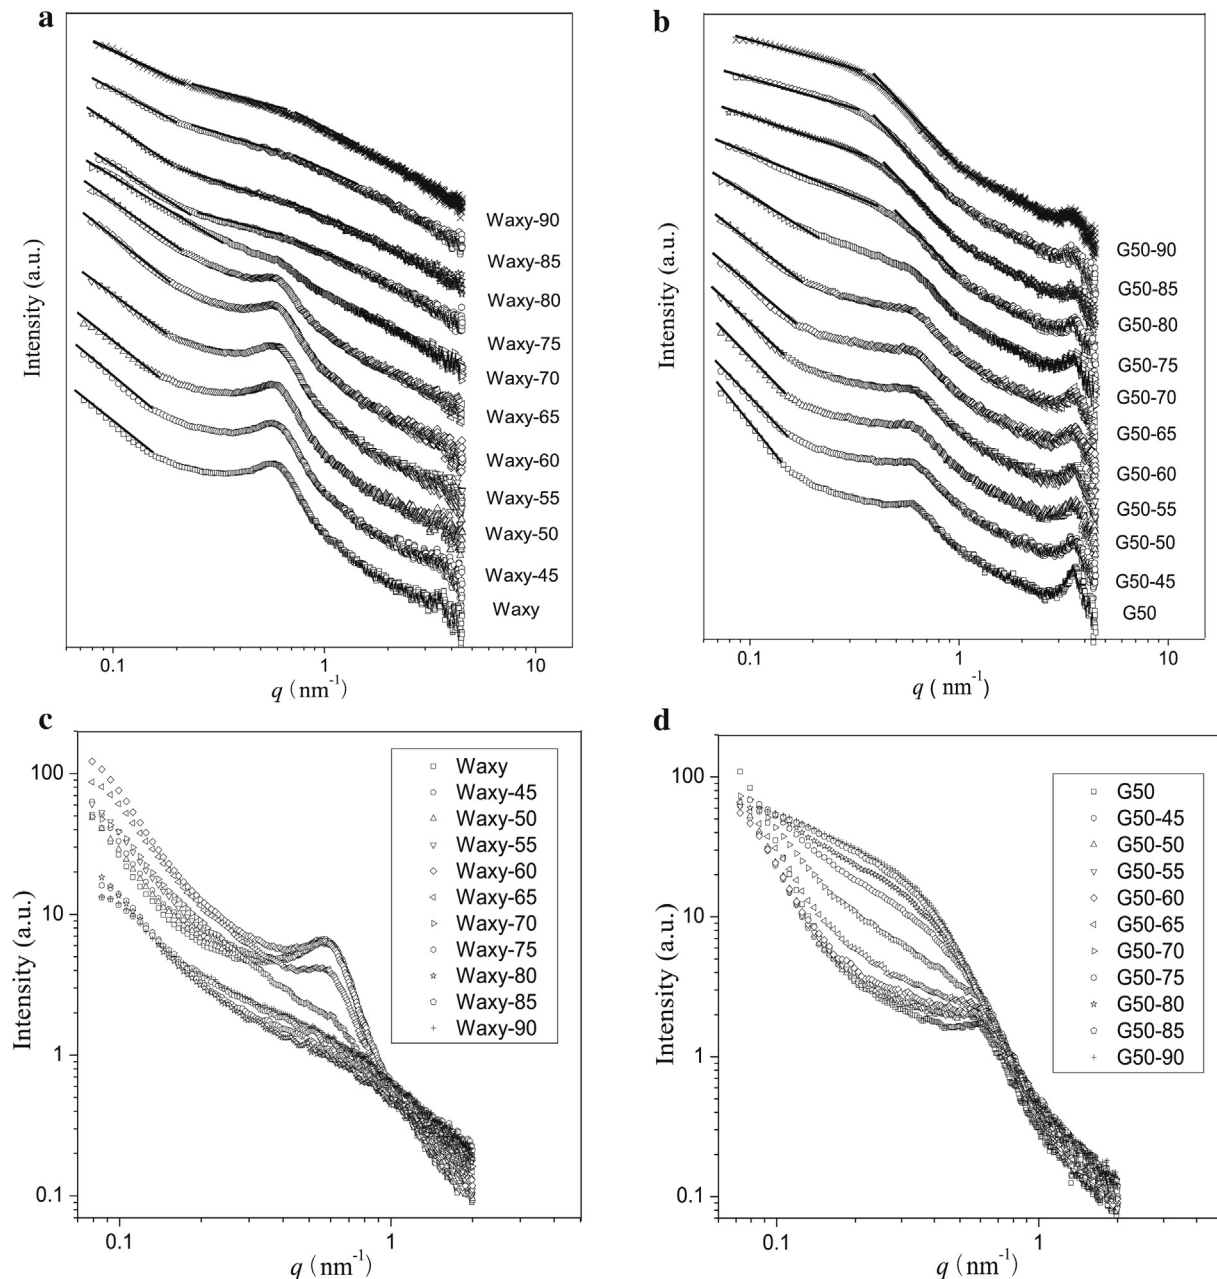 a
Intensity (a.u.)
Waxy-90
Waxy-85
Waxy-80
Waxy-75
Waxy-70
Waxy-65
Waxy-60
Waxy-55
Waxy-50
Waxy-45
Waxy
0.1 1 10
q (nm⁻¹)
b
Intensity (a.u.)
G50-90
G50-85
G50-80
G50-75
G50-70
G50-65
G50-60
G50-55
G50-50
G50-45
G50
0.1 1 10
q (nm⁻¹)
c
Intensity (a.u.)
100
10
1
0.1
Waxy
Waxy-45
Waxy-50
Waxy-55
Waxy-60
Waxy-65
Waxy-70
Waxy-75
Waxy-80
Waxy-85
Waxy-90
0.1 1
q (nm⁻¹)
d
Intensity (a.u.)
100
10
1
0.1
G50
G50-45
G50-50
G50-55
G50-60
G50-65
G50-70
G50-75
G50-80
G50-85
G50-90
0.1 1
q (nm⁻¹)